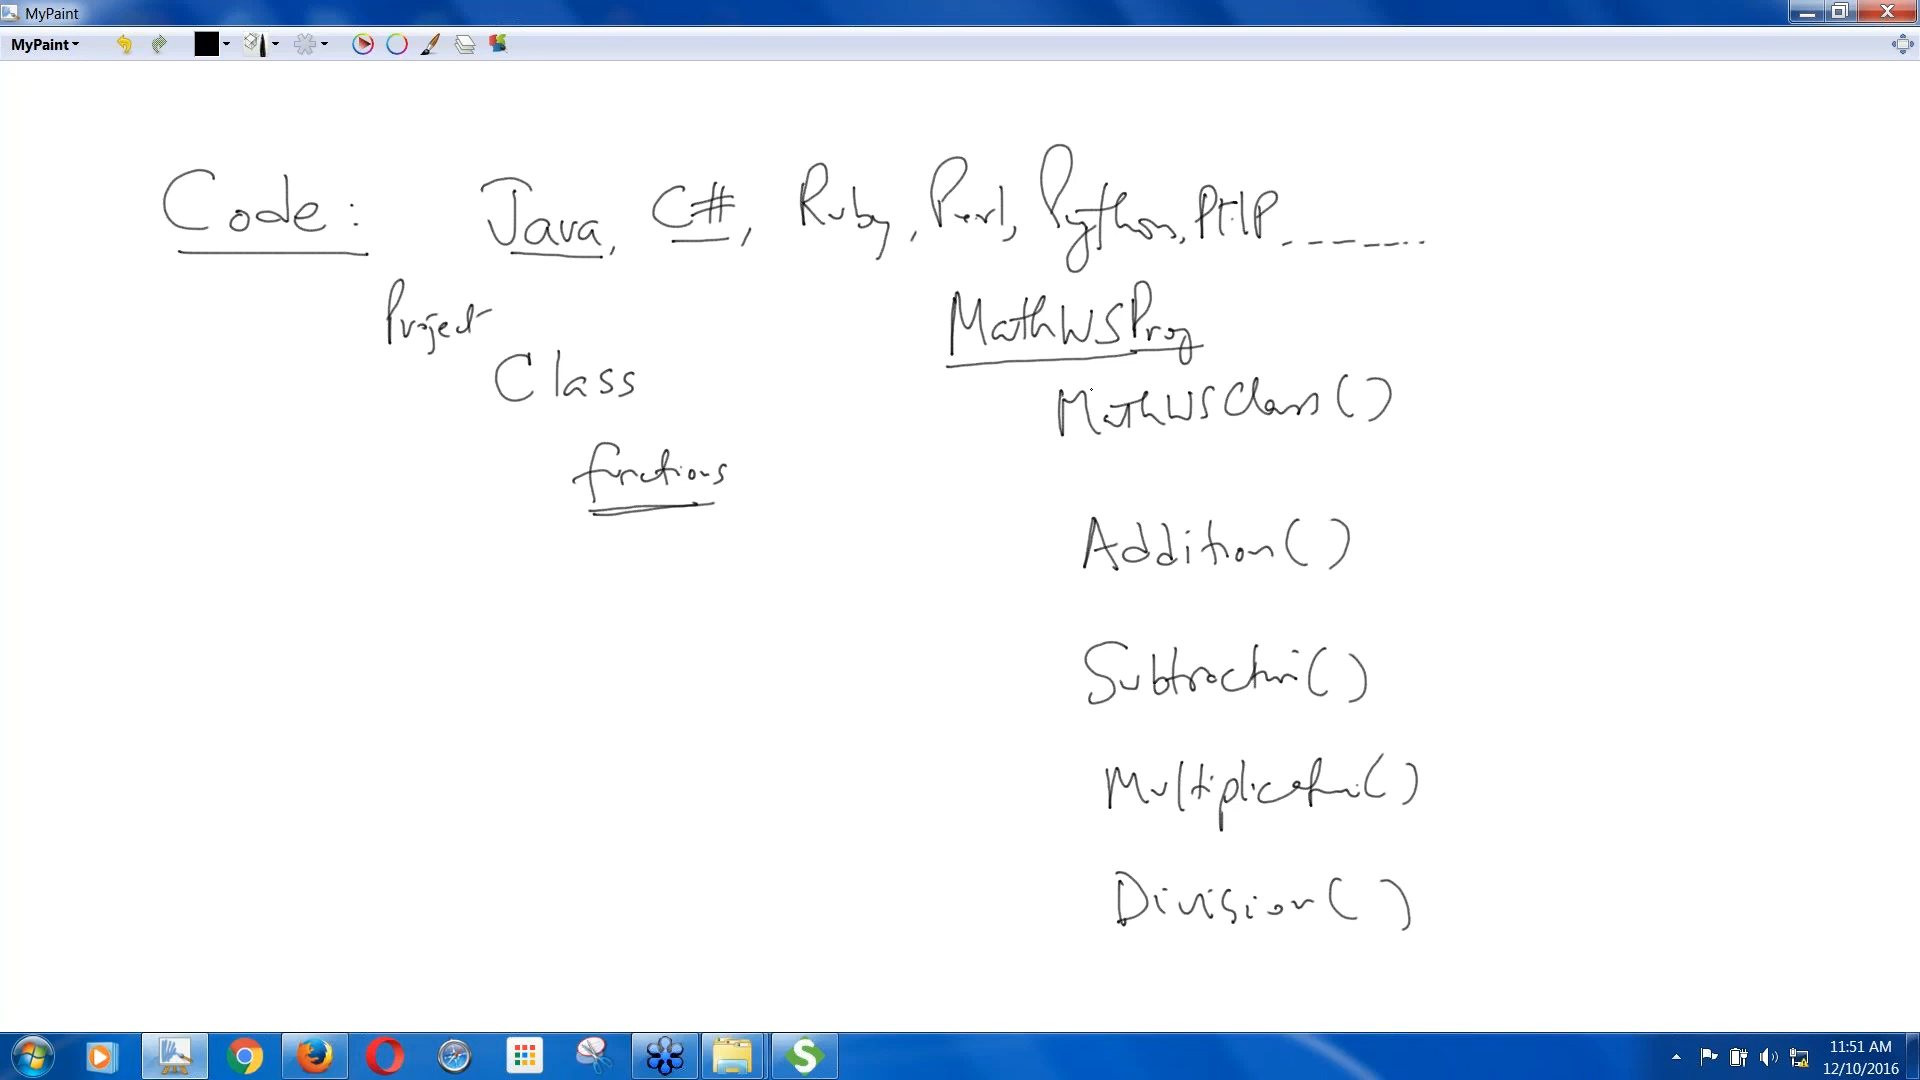 MyPaint
MyPaint
Code: Java, C#, Ruby, Perl, Python, PHP, -------
Project
MathWSProg
Class
MathWSClass()
functions
Addition()
Subtraction()
Multiplication()
Division()
11:51 AM
12/10/2016